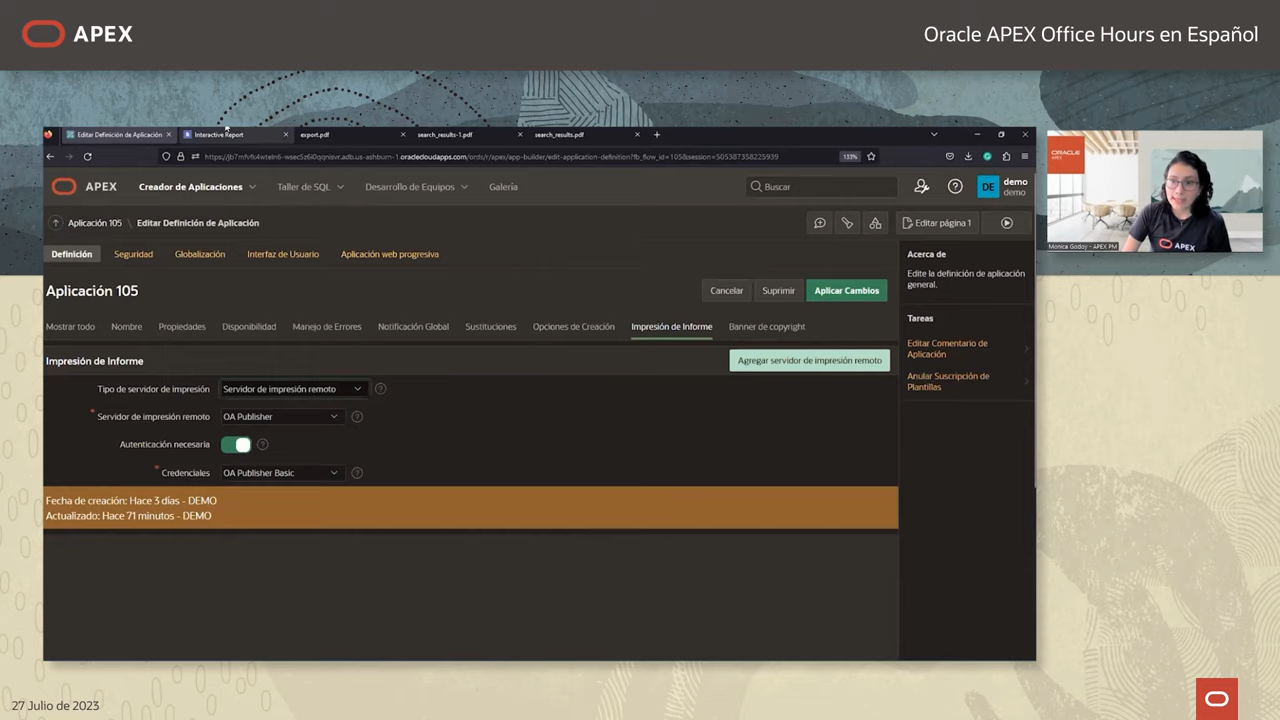 APEX
Oracle APEX Office Hours en Español
Editar Definición de Aplicación
Interactive Report
export.pdf
search_results-1.pdf
search_results.pdf
133%
APEX
Creador de Aplicaciones
Taller de SQL
Desarrollo de Equipos
Galería
Buscar
DE
demo
demo
Aplicación 105
Editar Definición de Aplicación
Editar página 1
Definición
Seguridad
Globalización
Interfaz de Usuario
Aplicación web progresiva
Aplicación 105
Cancelar
Suprimir
Aplicar Cambios
Mostrar todo
Nombre
Propiedades
Disponibilidad
Manejo de Errores
Notificación Global
Sustituciones
Opciones de Creación
Impresión de Informe
Banner de copyright
Impresión de Informe
Agregar servidor de impresión remoto
Tipo de servidor de impresión
Servidor de impresión remoto
* Servidor de impresión remoto
OA Publisher
Autenticación necesaria
* Credenciales
OA Publisher Basic
Fecha de creación: Hace 3 días - DEMO
Actualizado: Hace 71 minutos - DEMO
Acerca de
Edite la definición de aplicación
general.
Tareas
Editar Comentario de
Aplicación
Anular Suscripción de
Plantillas
ORACLE
APEX
APEX
Monica Godoy - APEX PM
27 Julio de 2023